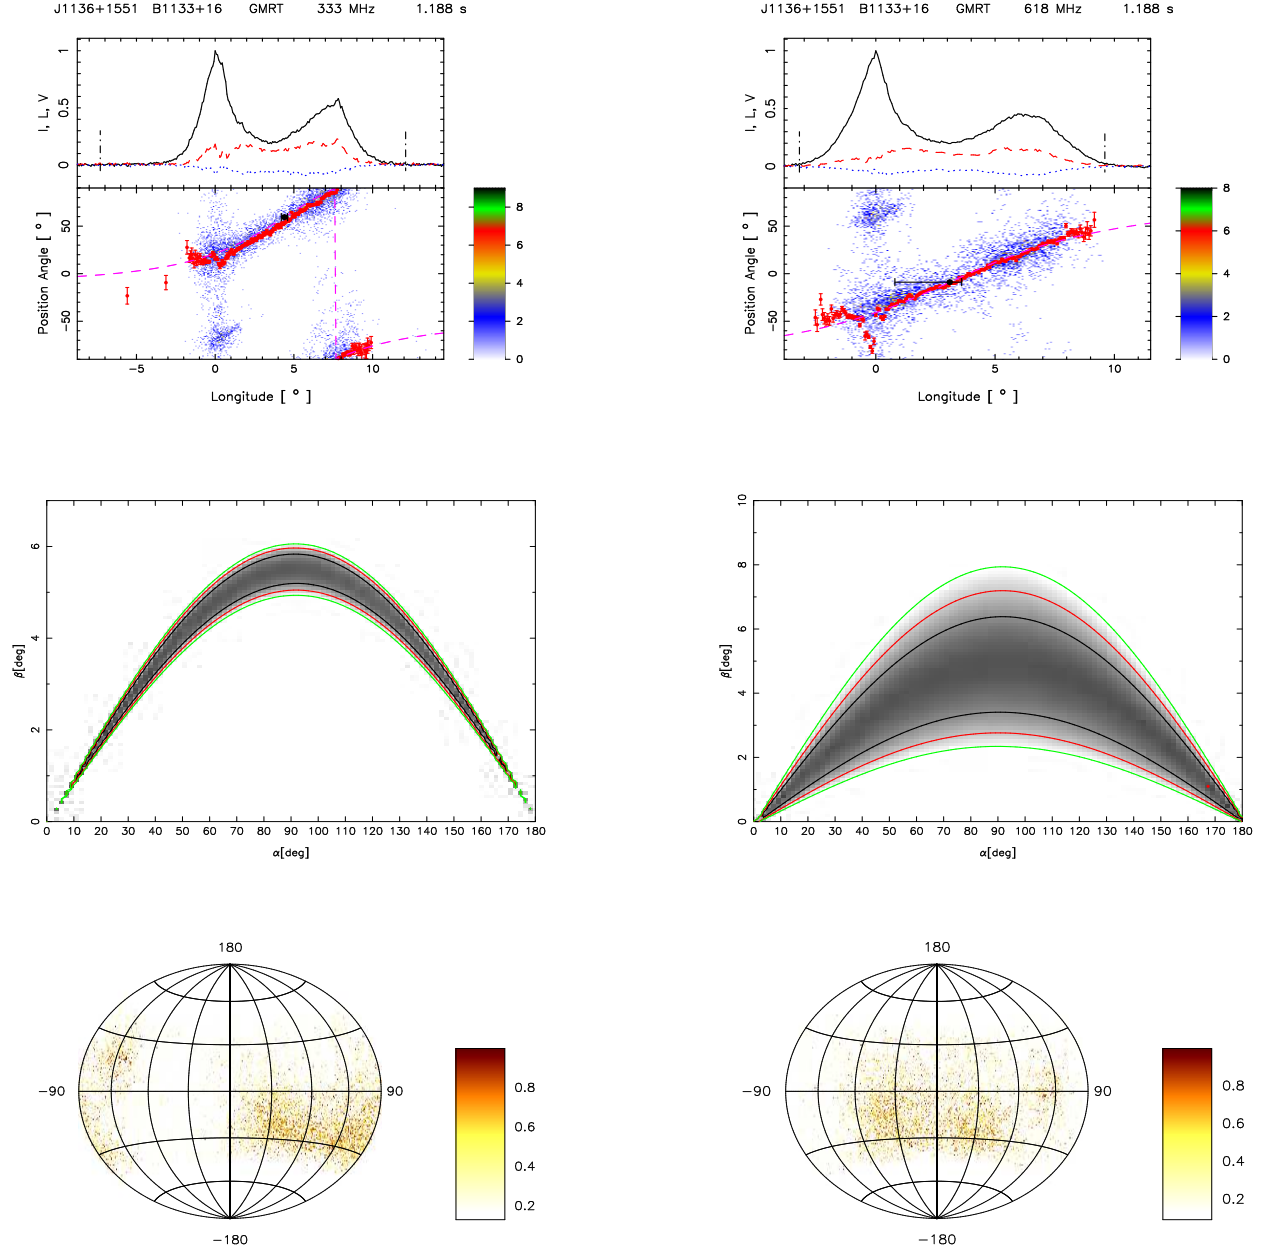 J1136+1551 B1133+16 GMRT 333 MHz 1.188 s
I, L, V
0 0.5 1
Position Angle [ ° ]
−50 0 50
−5 0 5 10
Longitude [ ° ]
0 2 4 6 8
J1136+1551 B1133+16 GMRT 618 MHz 1.188 s
I, L, V
0 0.5 1
Position Angle [ ° ]
−50 0 50
0 5 10
Longitude [ ° ]
0 2 4 6 8
β[deg]
0 2 4 6
0 10 20 30 40 50 60 70 80 90 100 110 120 130 140 150 160 170 180
α[deg]
β[deg]
0 2 4 6 8 10
0 10 20 30 40 50 60 70 80 90 100 110 120 130 140 150 160 170 180
α[deg]
180
−90 90
−180
0.8
0.6
0.4
0.2
180
−90 90
−180
0.8
0.6
0.4
0.2